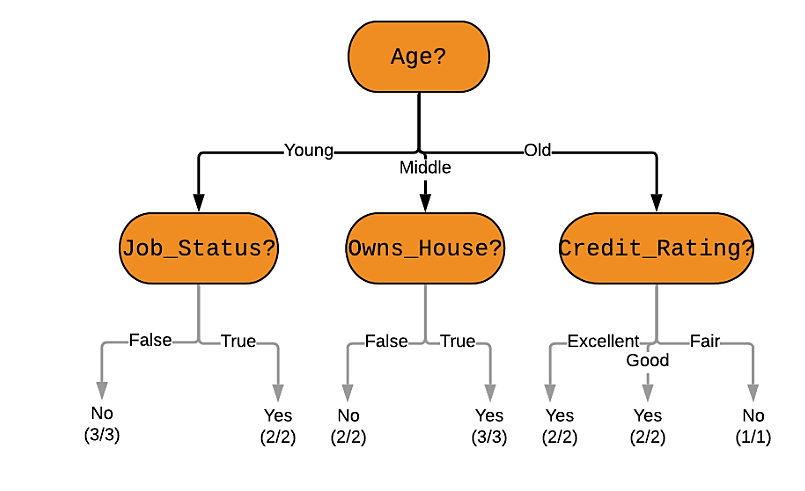 Age?
Young
Middle
Old
Job_Status?
Owns_House?
Credit_Rating?
False
True
False
True
Excellent
Good
Fair
No
(3/3)
Yes
(2/2)
No
(2/2)
Yes
(3/3)
Yes
(2/2)
Yes
(2/2)
No
(1/1)